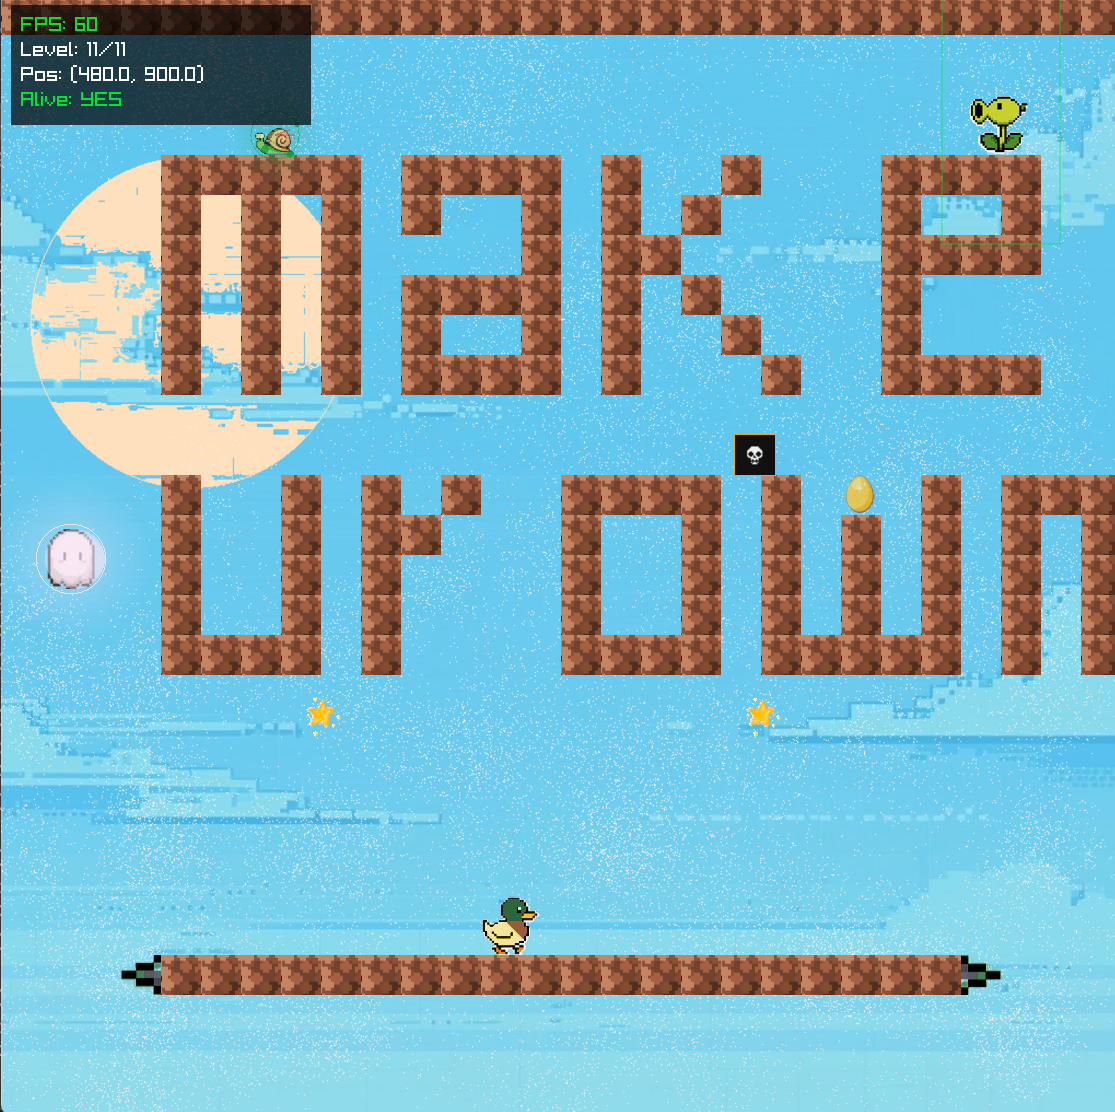 FPS: 60
Level: 11/11
Pos: (480.0, 900.0)
Alive: YES
make
ur own